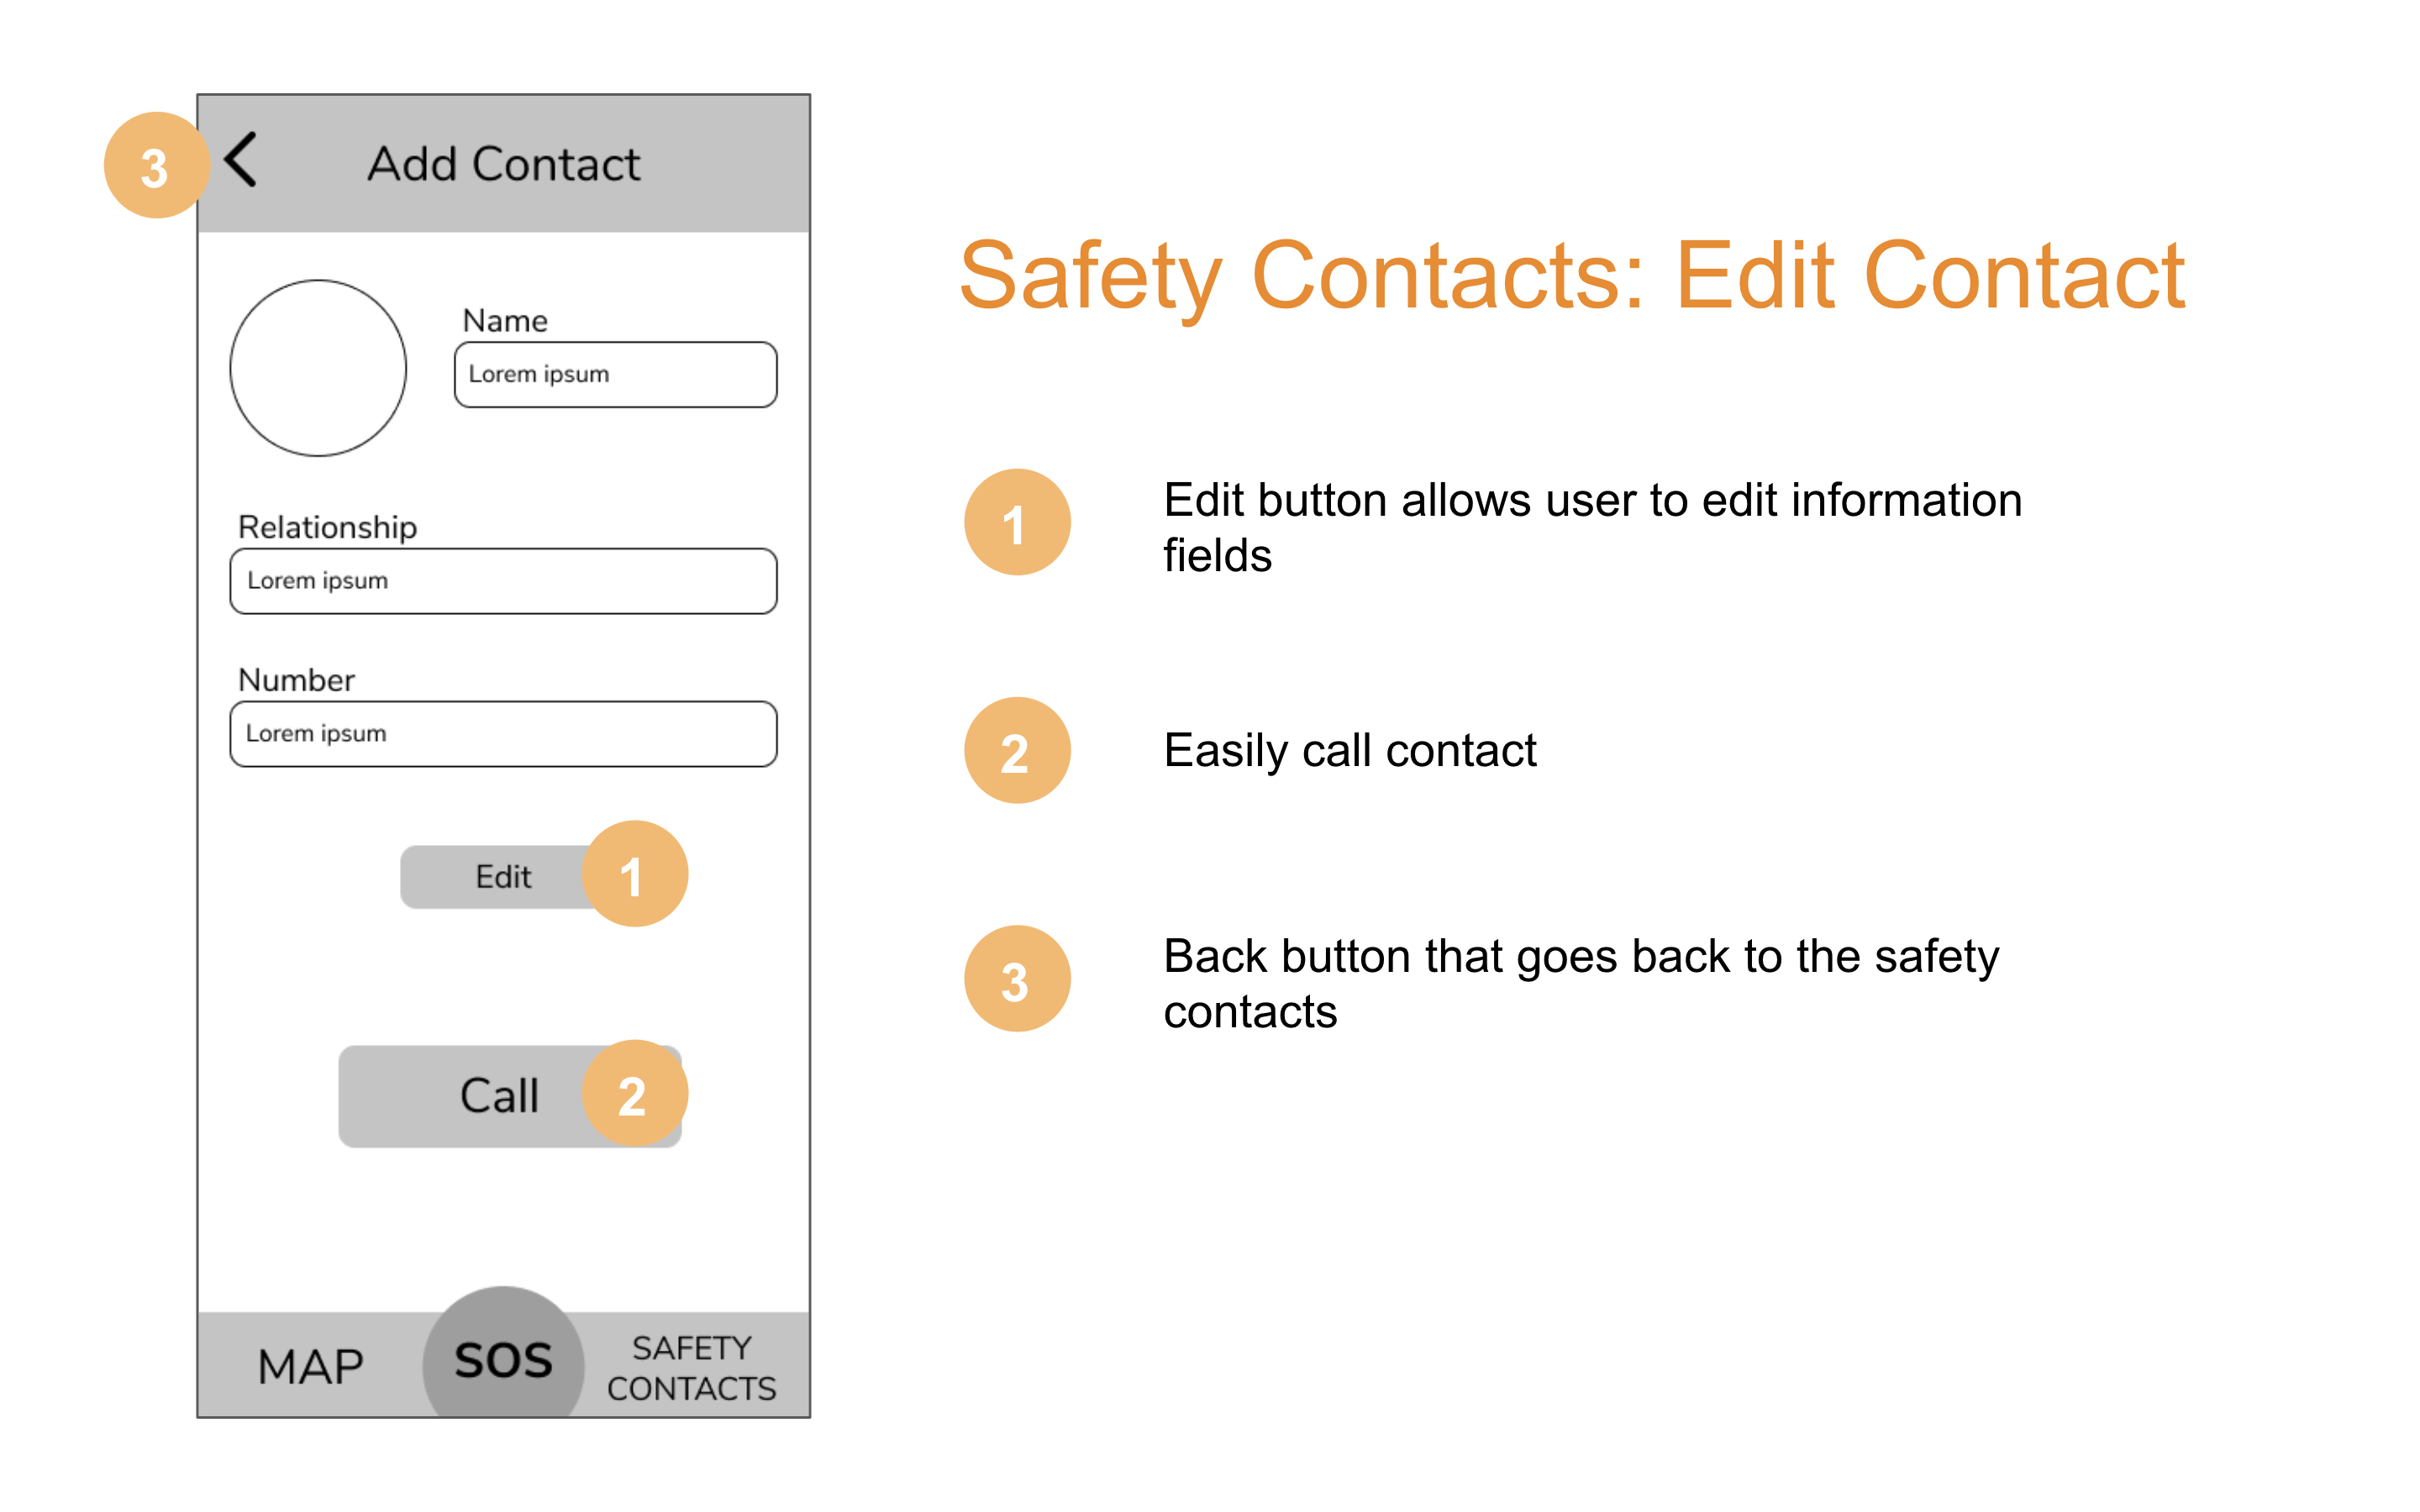 3
Add Contact
Name
Lorem ipsum
Relationship
Lorem ipsum
Number
Lorem ipsum
Edit
1
Call
2
MAP
SOS
SAFETY
CONTACTS
Safety Contacts: Edit Contact
1
Edit button allows user to edit information
fields
2
Easily call contact
3
Back button that goes back to the safety
contacts